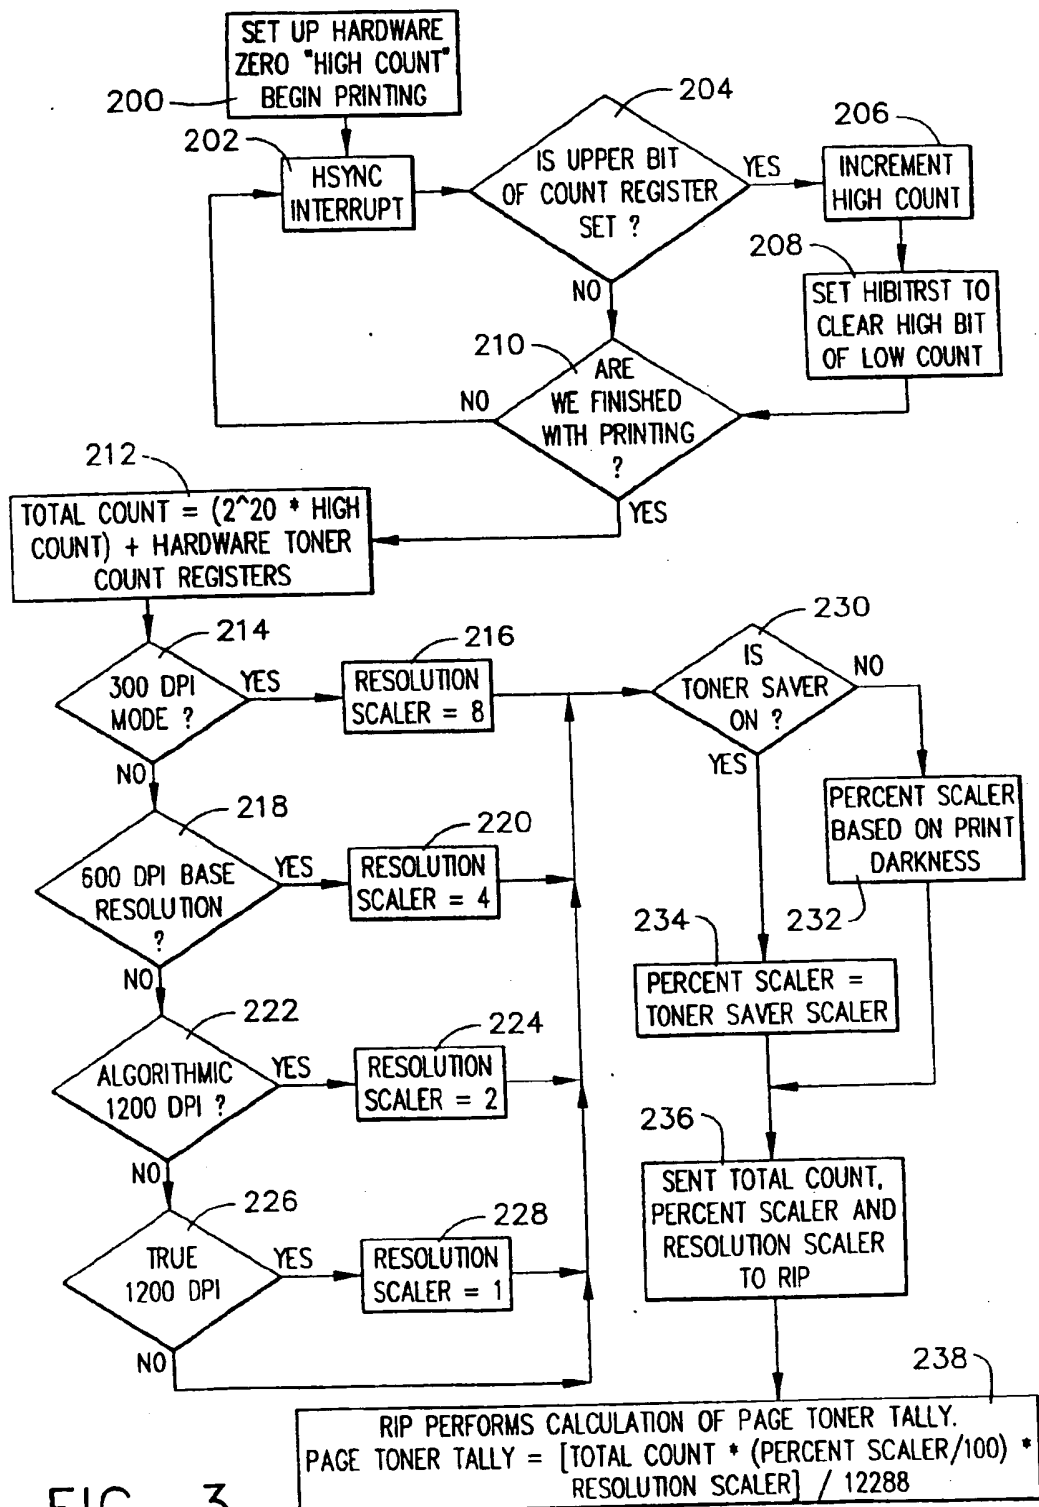 SET UP HARDWARE
ZERO "HIGH COUNT"
BEGIN PRINTING
200
202
HSYNC
INTERRUPT
204
IS UPPER BIT
OF COUNT REGISTER
SET ?
YES
NO
206
INCREMENT
HIGH COUNT
208
SET HIBITRST TO
CLEAR HIGH BIT
OF LOW COUNT
210
ARE
WE FINISHED
WITH PRINTING
?
NO
YES
212
TOTAL COUNT = (2^20 * HIGH
COUNT) + HARDWARE TONER
COUNT REGISTERS
214
300 DPI
MODE ?
YES
NO
216
RESOLUTION
SCALER = 8
218
600 DPI BASE
RESOLUTION
?
YES
NO
220
RESOLUTION
SCALER = 4
222
ALGORITHMIC
1200 DPI ?
YES
NO
224
RESOLUTION
SCALER = 2
226
TRUE
1200 DPI
YES
NO
228
RESOLUTION
SCALER = 1
230
IS
TONER SAVER
ON ?
NO
YES
PERCENT SCALER
BASED ON PRINT
DARKNESS
232
234
PERCENT SCALER =
TONER SAVER SCALER
236
SENT TOTAL COUNT,
PERCENT SCALER AND
RESOLUTION SCALER
TO RIP
238
RIP PERFORMS CALCULATION OF PAGE TONER TALLY.
PAGE TONER TALLY = [TOTAL COUNT * (PERCENT SCALER/100) *
RESOLUTION SCALER] / 12288
FIG. 3